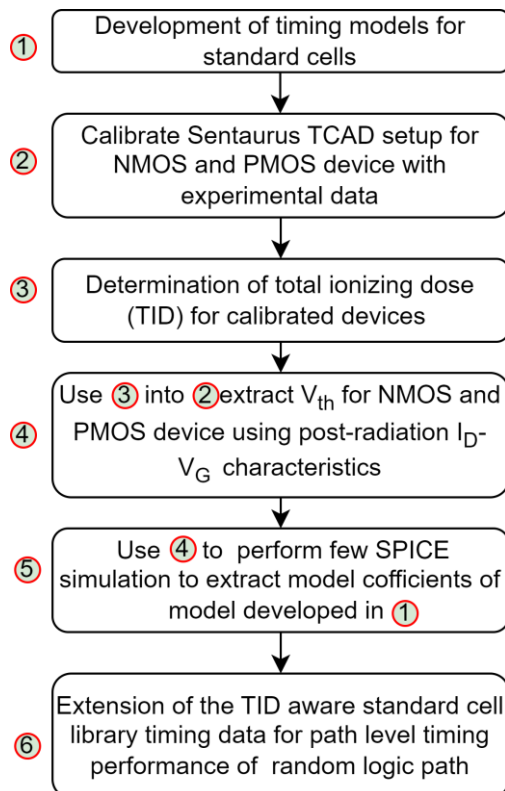 1
Development of timing models for
standard cells
2
Calibrate Sentaurus TCAD setup for
NMOS and PMOS device with
experimental data
3
Determination of total ionizing dose
(TID) for calibrated devices
4
Use 3 into 2 extract Vth for NMOS and
PMOS device using post-radiation ID-
VG characteristics
5
Use 4 to perform few SPICE
simulation to extract model cofficients of
model developed in 1
6
Extension of the TID aware standard cell
library timing data for path level timing
performance of random logic path